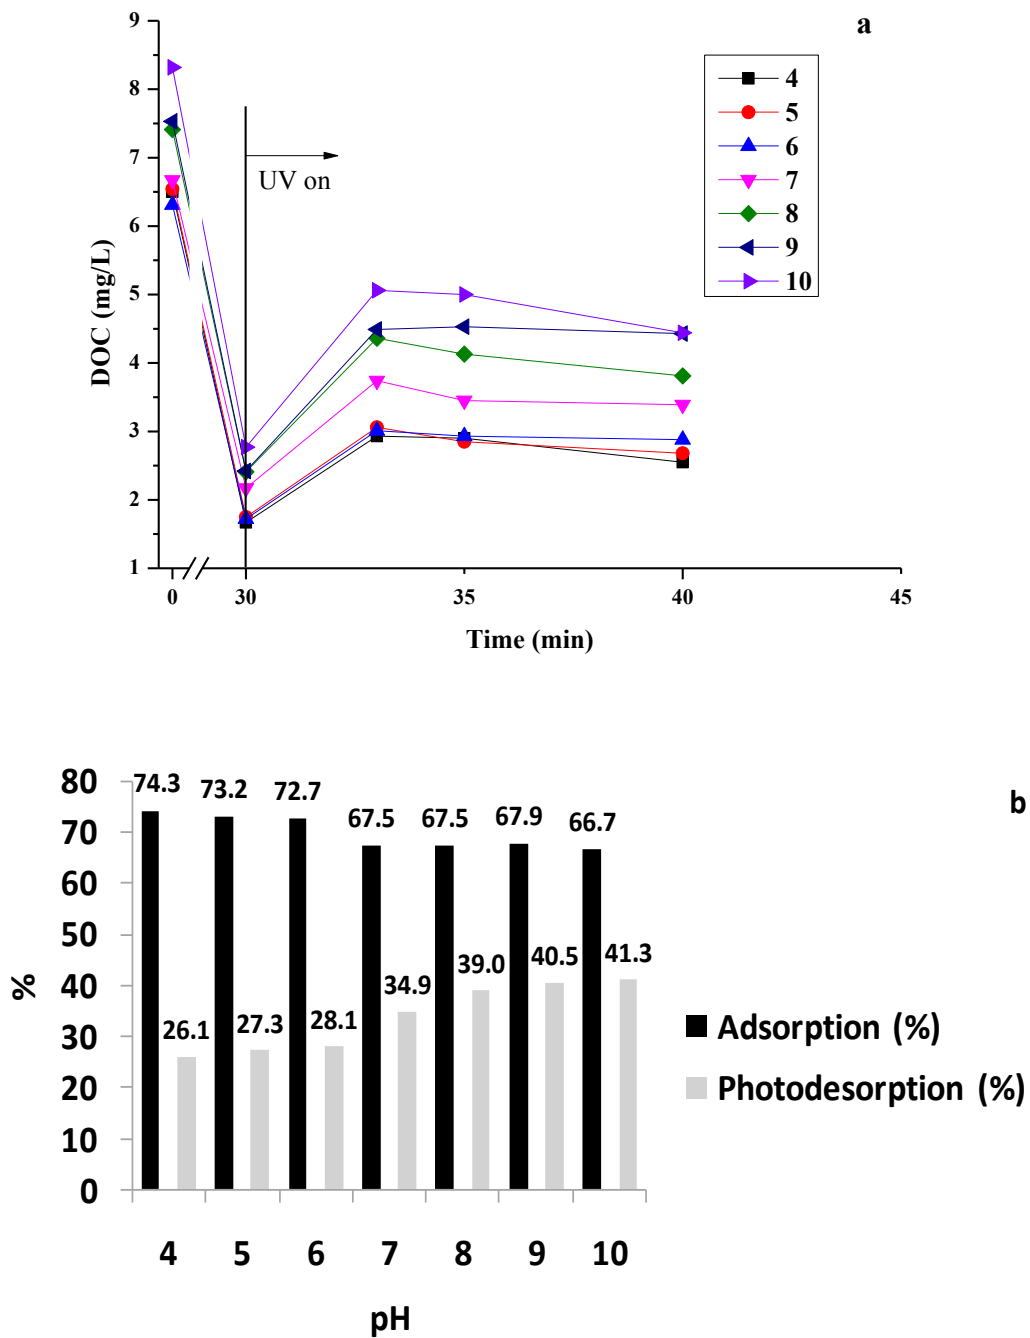 a
9
8
7
6
5
4
3
2
1
DOC (mg/L)
UV on
4
5
6
7
8
9
10
0 30 35 40 45
Time (min)
b
80
70
60
50
40
30
20
10
0
%
74.3 73.2 72.7 67.5 67.5 67.9 66.7
26.1 27.3 28.1 34.9 39.0 40.5 41.3
Adsorption (%)
Photodesorption (%)
4 5 6 7 8 9 10
pH